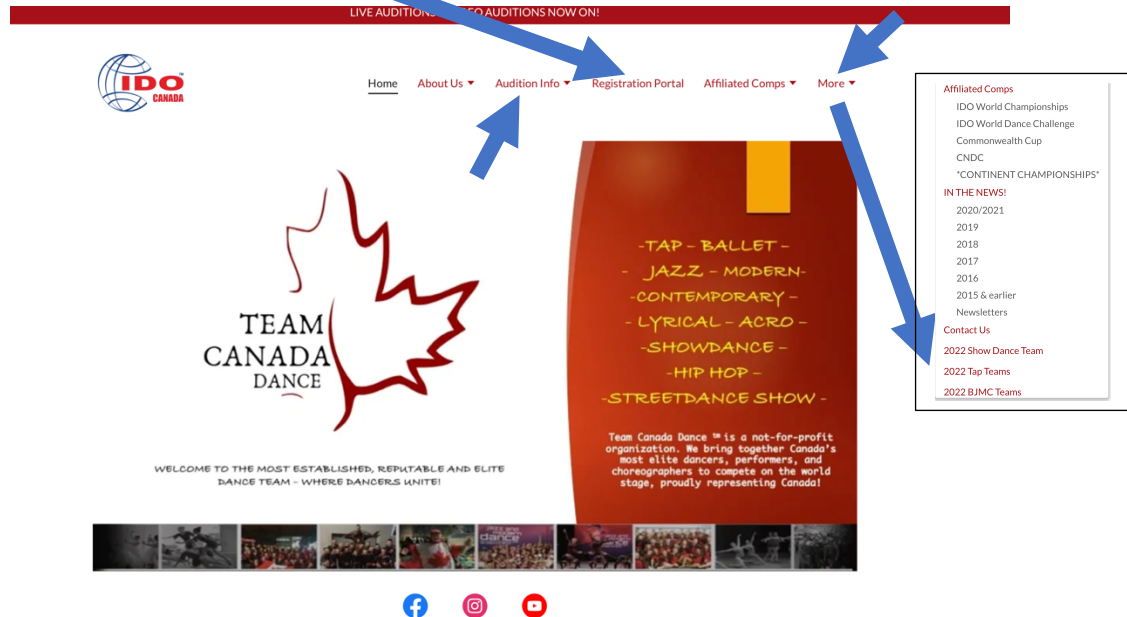 LIVE AUDITIONS EO AUDITIONS NOW ON!
IDO
CANADA
Home About Us Audition Info Registration Portal Affiliated Comps More
TEAM
CANADA
DANCE
WELCOME TO THE MOST ESTABLISHED, REPUTABLE AND ELITE
DANCE TEAM – WHERE DANCERS UNITE!
-TAP – BALLET –
- JAZZ – MODERN-
-CONTEMPORARY –
- LYRICAL – ACRO –
-SHOWDANCE –
-HIP HOP –
-STREETDANCE SHOW -
Team Canada Dance ™ is a not-for-profit
organization. We bring together Canada's
most elite dancers, performers, and
choreographers to compete on the world
stage, proudly representing Canada!
dance
Affiliated Comps
IDO World Championships
IDO World Dance Challenge
Commonwealth Cup
CNDC
*CONTINENT CHAMPIONSHIPS*
IN THE NEWS!
2020/2021
2019
2018
2017
2016
2015 & earlier
Newsletters
Contact Us
2022 Show Dance Team
2022 Tap Teams
2022 BJMC Teams